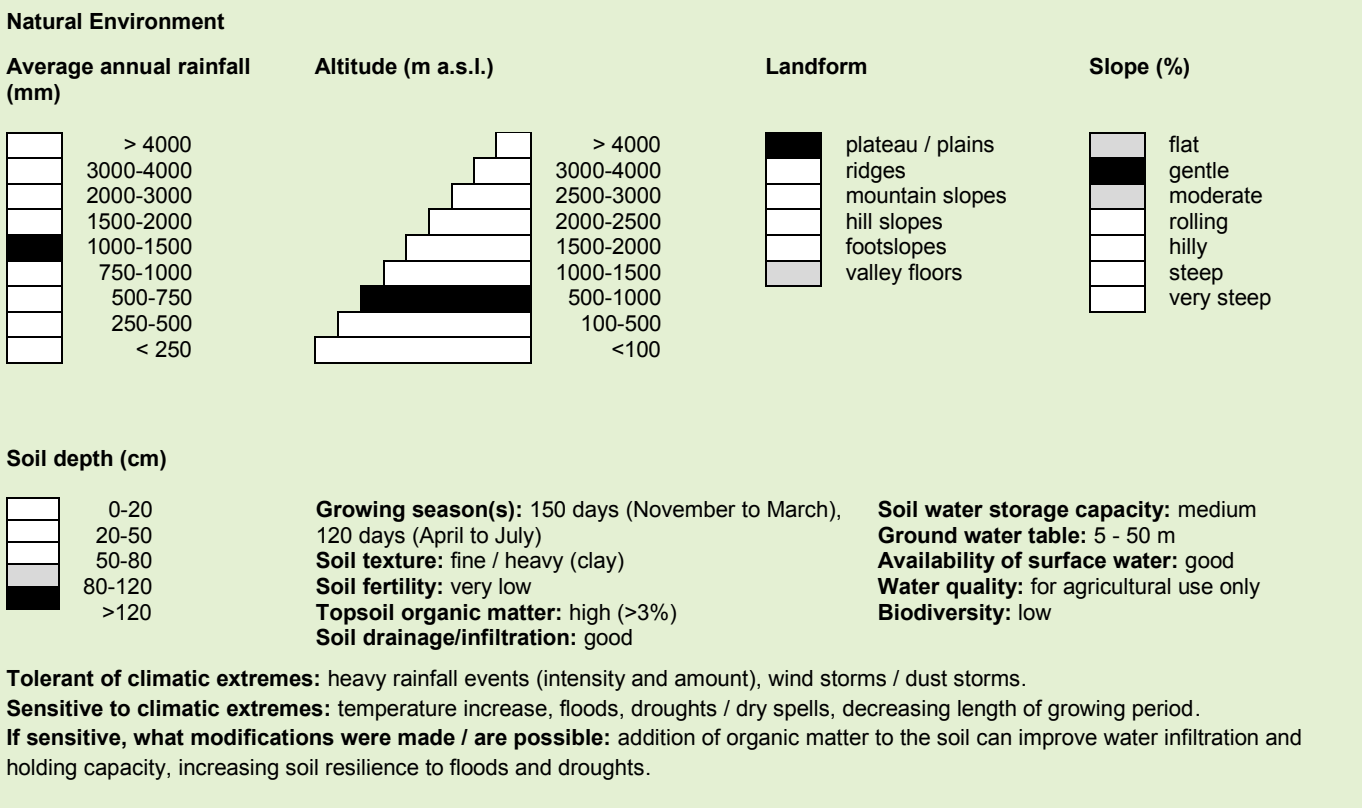 Natural Environment
Average annual rainfall (mm)
> 4000
3000-4000
2000-3000
1500-2000
1000-1500
750-1000
500-750
250-500
< 250
Altitude (m a.s.l.)
> 4000
3000-4000
2500-3000
2000-2500
1500-2000
1000-1500
500-1000
100-500
<100
Landform
plateau / plains
ridges
mountain slopes
hill slopes
footslopes
valley floors
Slope (%)
flat
gentle
moderate
rolling
hilly
steep
very steep
Soil depth (cm)
0-20
20-50
50-80
80-120
>120
Growing season(s): 150 days (November to March),
120 days (April to July)
Soil texture: fine / heavy (clay)
Soil fertility: very low
Topsoil organic matter: high (>3%)
Soil drainage/infiltration: good
Soil water storage capacity: medium
Ground water table: 5 - 50 m
Availability of surface water: good
Water quality: for agricultural use only
Biodiversity: low
Tolerant of climatic extremes: heavy rainfall events (intensity and amount), wind storms / dust storms.
Sensitive to climatic extremes: temperature increase, floods, droughts / dry spells, decreasing length of growing period.
If sensitive, what modifications were made / are possible: addition of organic matter to the soil can improve water infiltration and
holding capacity, increasing soil resilience to floods and droughts.